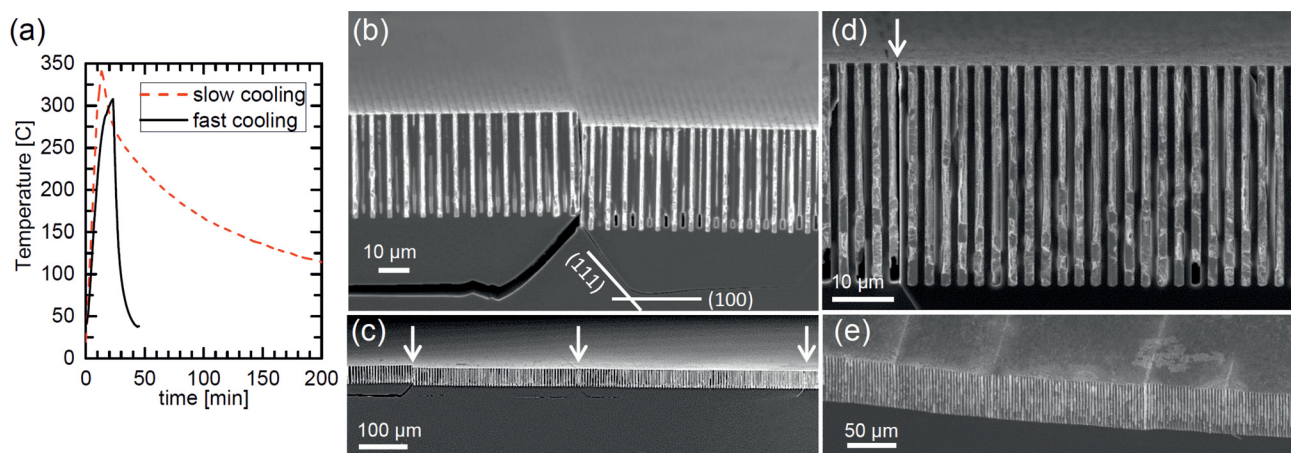 (a)
350
300
250
200
150
100
50
0
Temperature [C]
slow cooling
fast cooling
0
50
100
150
200
time [min]
(b)
10 µm
(111)
(100)
(c)
100 µm
(d)
10 µm
(e)
50 µm